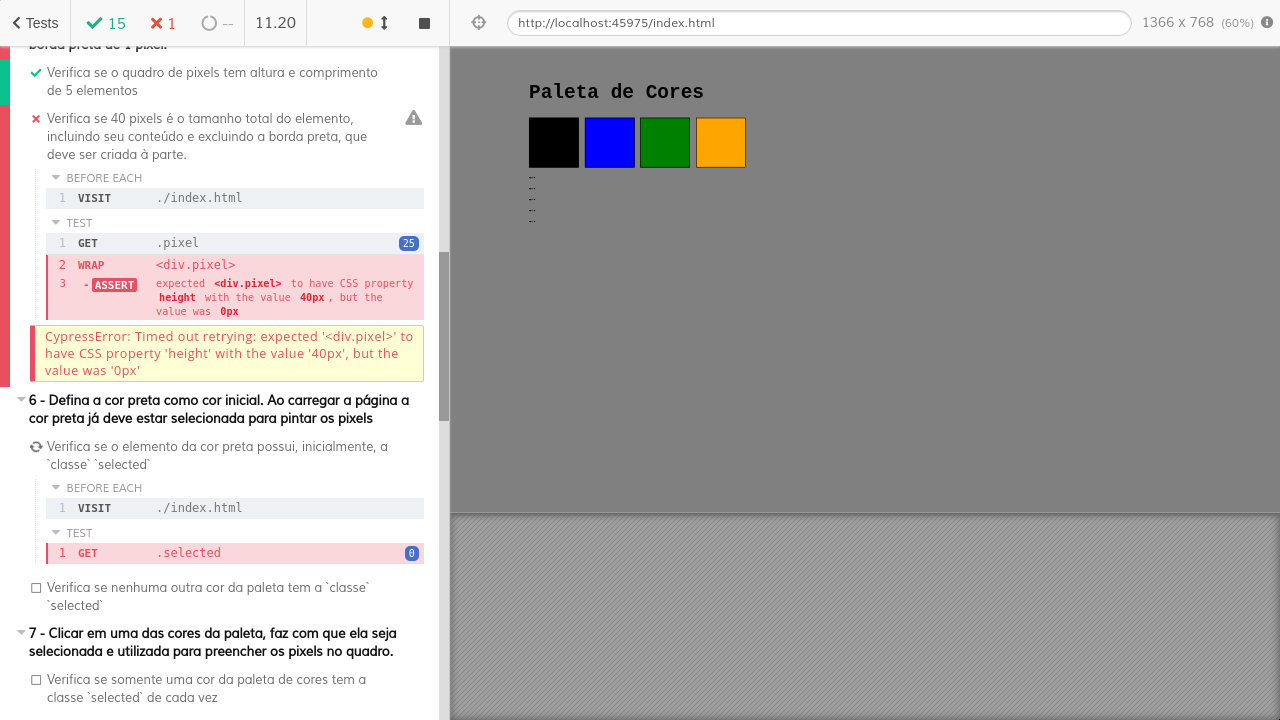 Tests
15
1
--
11.20
http://localhost:45975/index.html
1366 x 768 (60%)
borda preta de 1 pixel.
Verifica se o quadro de pixels tem altura e comprimento
de 5 elementos
Verifica se 40 pixels é o tamanho total do elemento,
incluindo seu conteúdo e excluindo a borda preta, que
deve ser criada à parte.
BEFORE EACH
1 VISIT ./index.html
TEST
1 GET .pixel 25
2 WRAP <div.pixel>
3 - ASSERT expected <div.pixel> to have CSS property
height with the value 40px, but the
value was 0px
CypressError: Timed out retrying: expected '<div.pixel>' to
have CSS property 'height' with the value '40px', but the
value was '0px'
6 - Defina a cor preta como cor inicial. Ao carregar a página a
cor preta já deve estar selecionada para pintar os pixels
Verifica se o elemento da cor preta possui, inicialmente, a
`classe` `selected`
BEFORE EACH
1 VISIT ./index.html
TEST
1 GET .selected 0
Verifica se nenhuma outra cor da paleta tem a `classe`
`selected`
7 - Clicar em uma das cores da paleta, faz com que ela seja
selecionada e utilizada para preencher os pixels no quadro.
Verifica se somente uma cor da paleta de cores tem a
classe `selected` de cada vez
Paleta de Cores